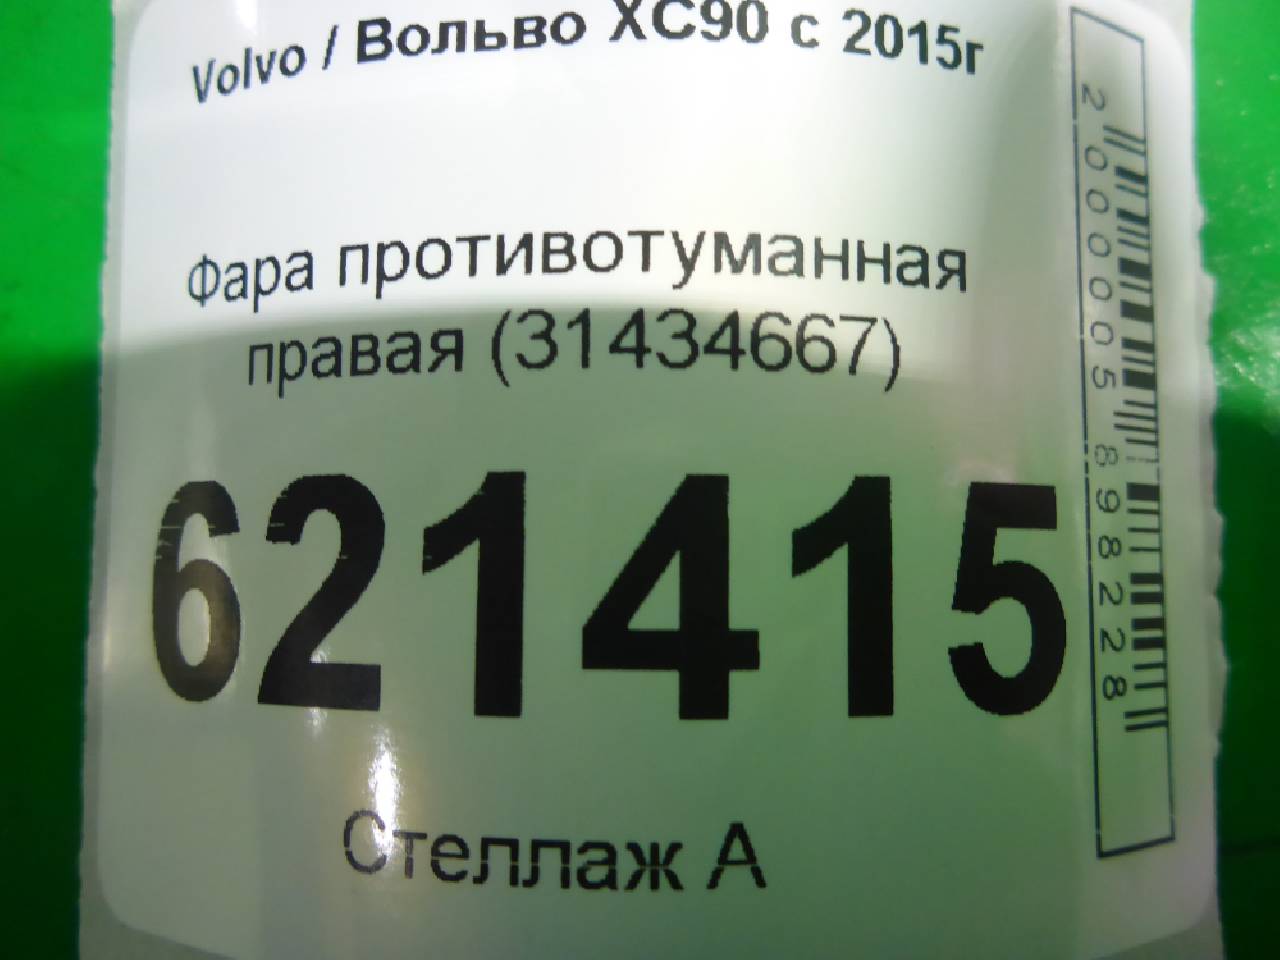 Volvo / Вольво XC90 с 2015г
Фара противотуманная
правая (31434667)
621415
Стеллаж А
2000005898228